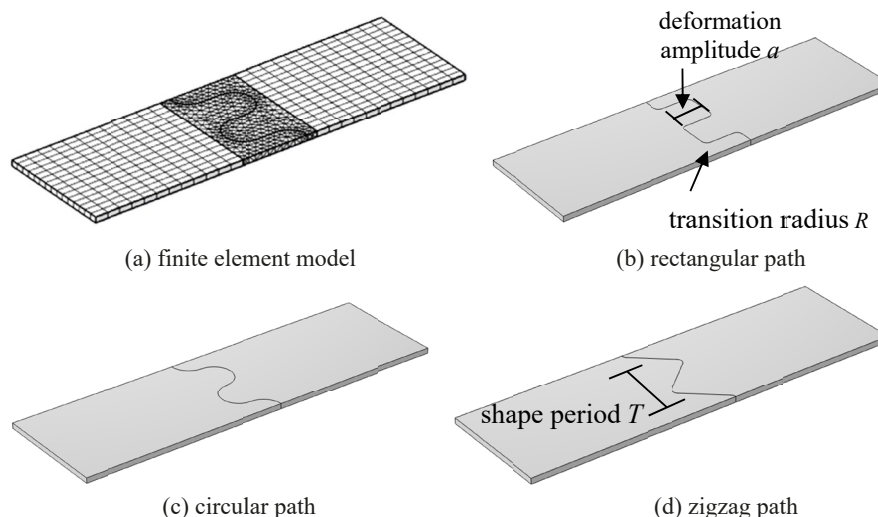 deformation
amplitude a
transition radius R
(a) finite element model
(b) rectangular path
shape period T
(c) circular path
(d) zigzag path